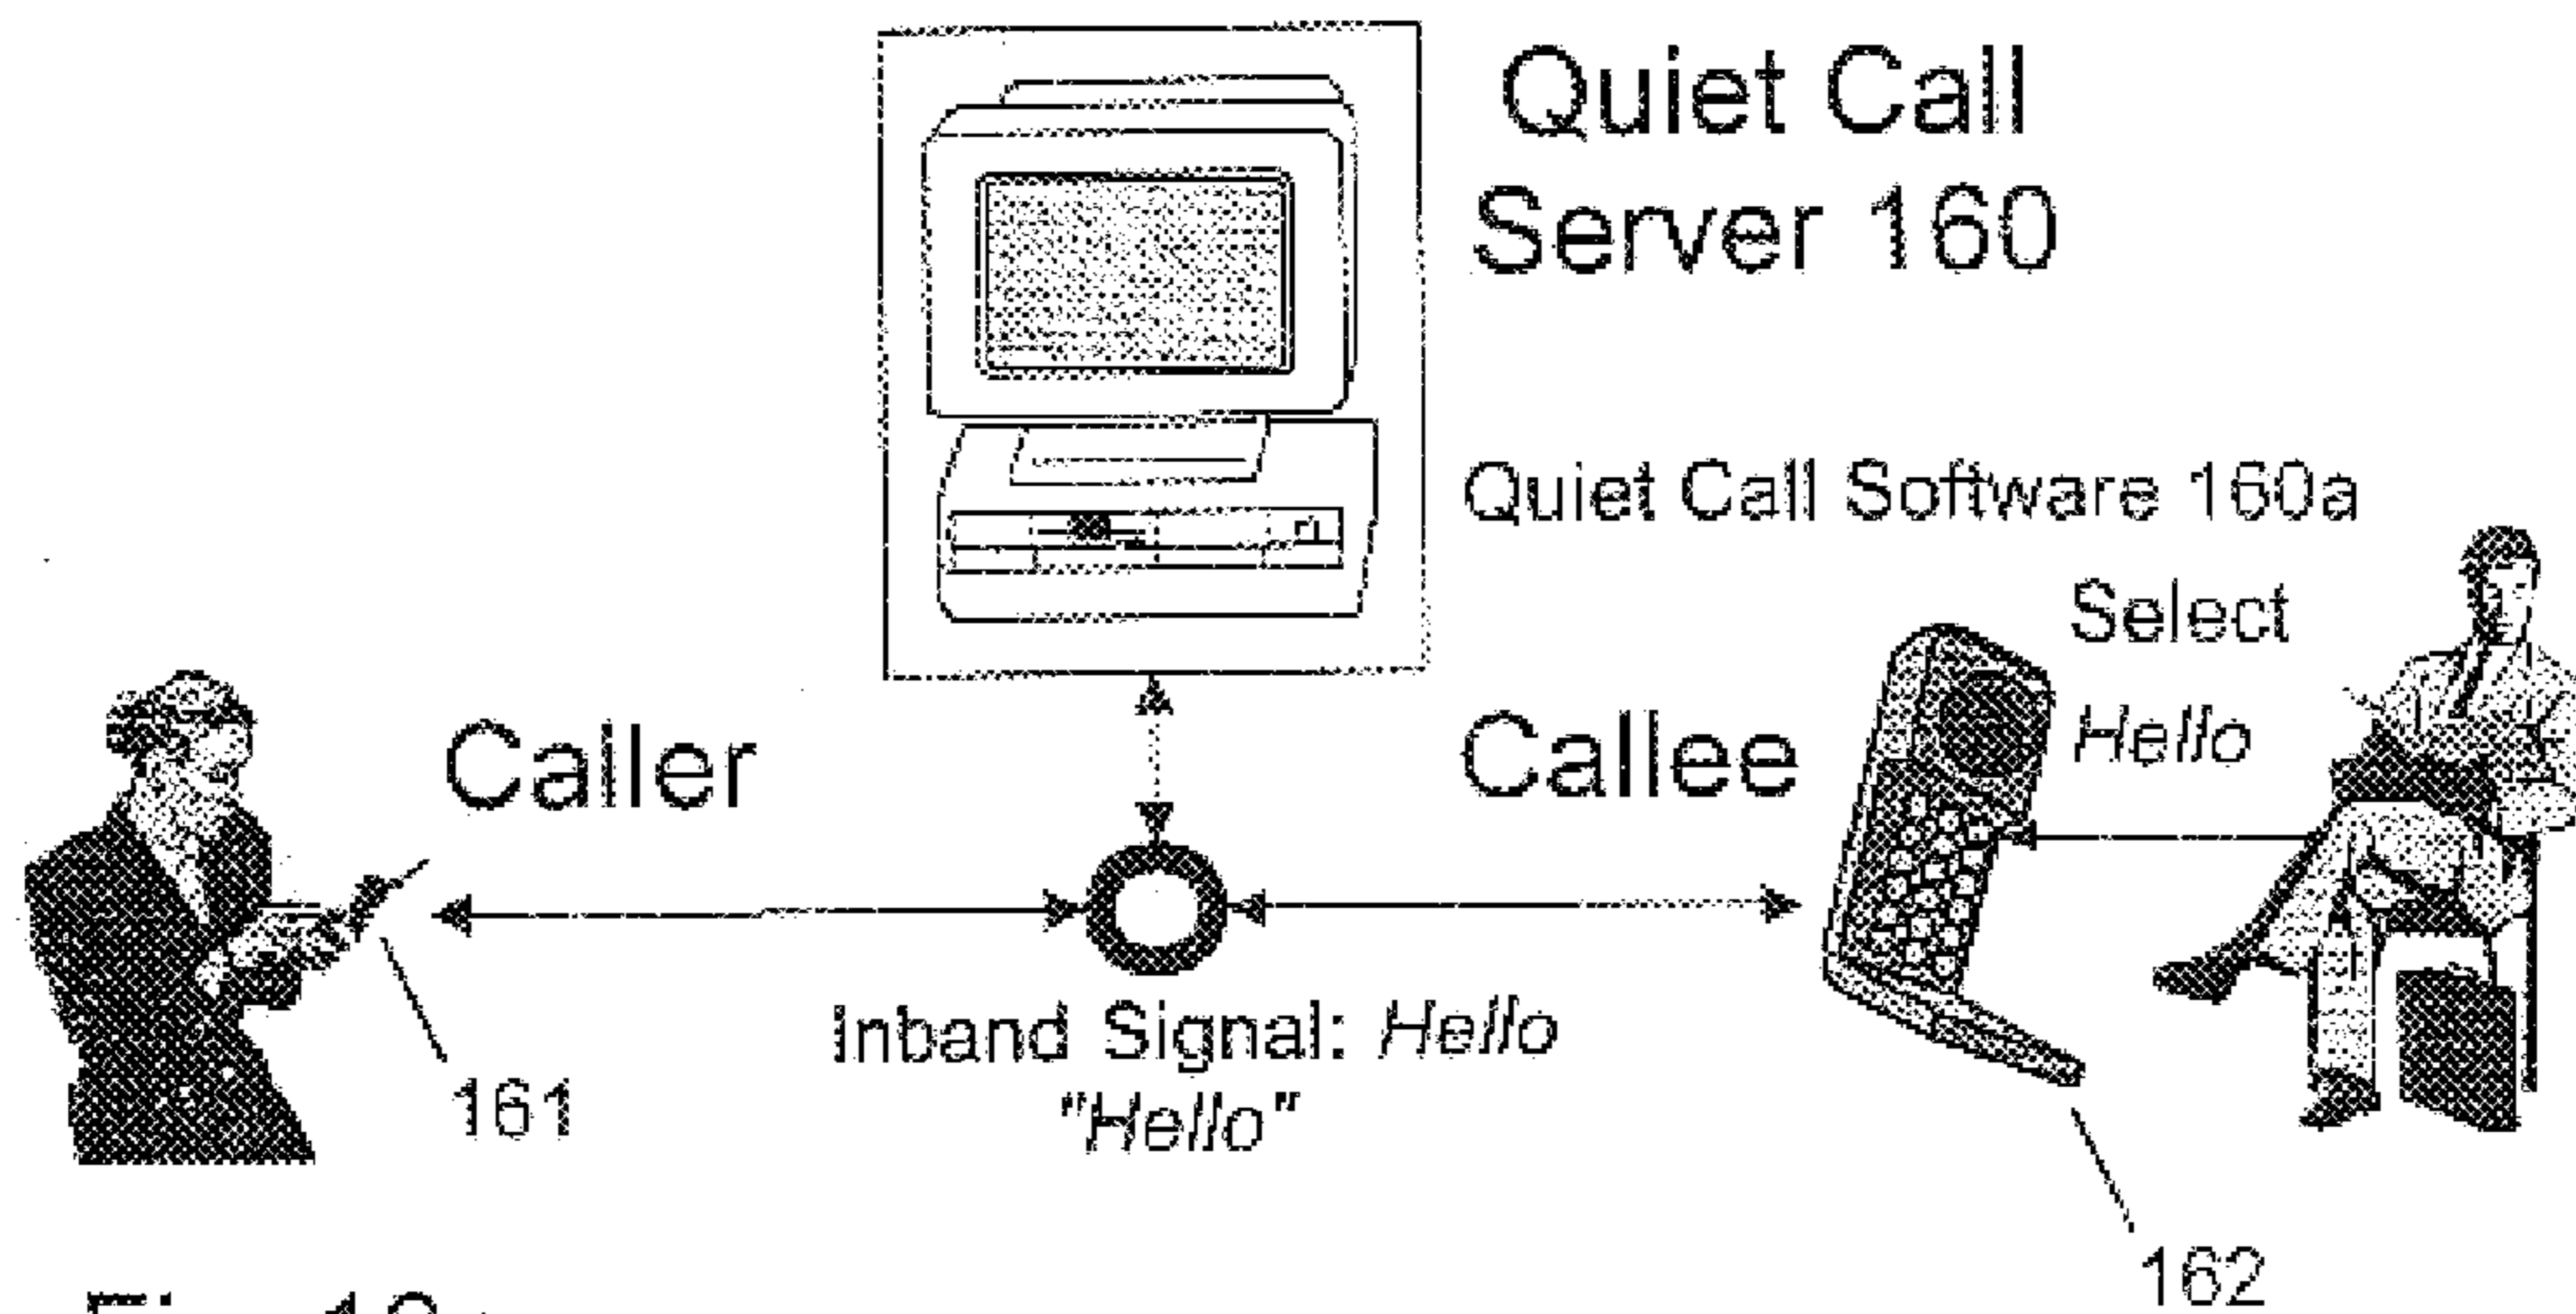 Quiet Call
Server 160
Quiet Call Software 160a
Select
Hello
Caller
Callee
Inband Signal: Hello
"Hello"
161
162